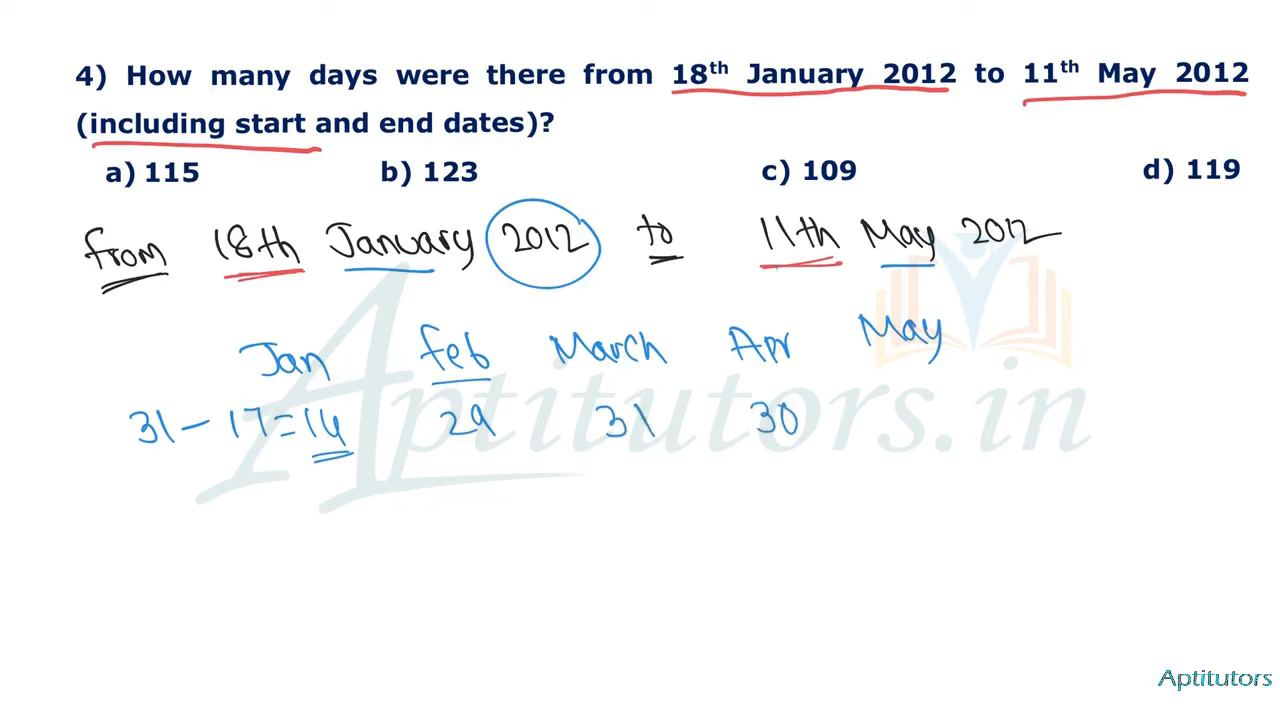 4) How many days were there from 18th January 2012 to 11th May 2012
(including start and end dates)?
a) 115 b) 123 c) 109 d) 119
from 18th January 2012 to 11th May 2012
Jan Feb March Apr May
31 - 17 = 14 29 31 30
Aptitutors.in
Aptitutors